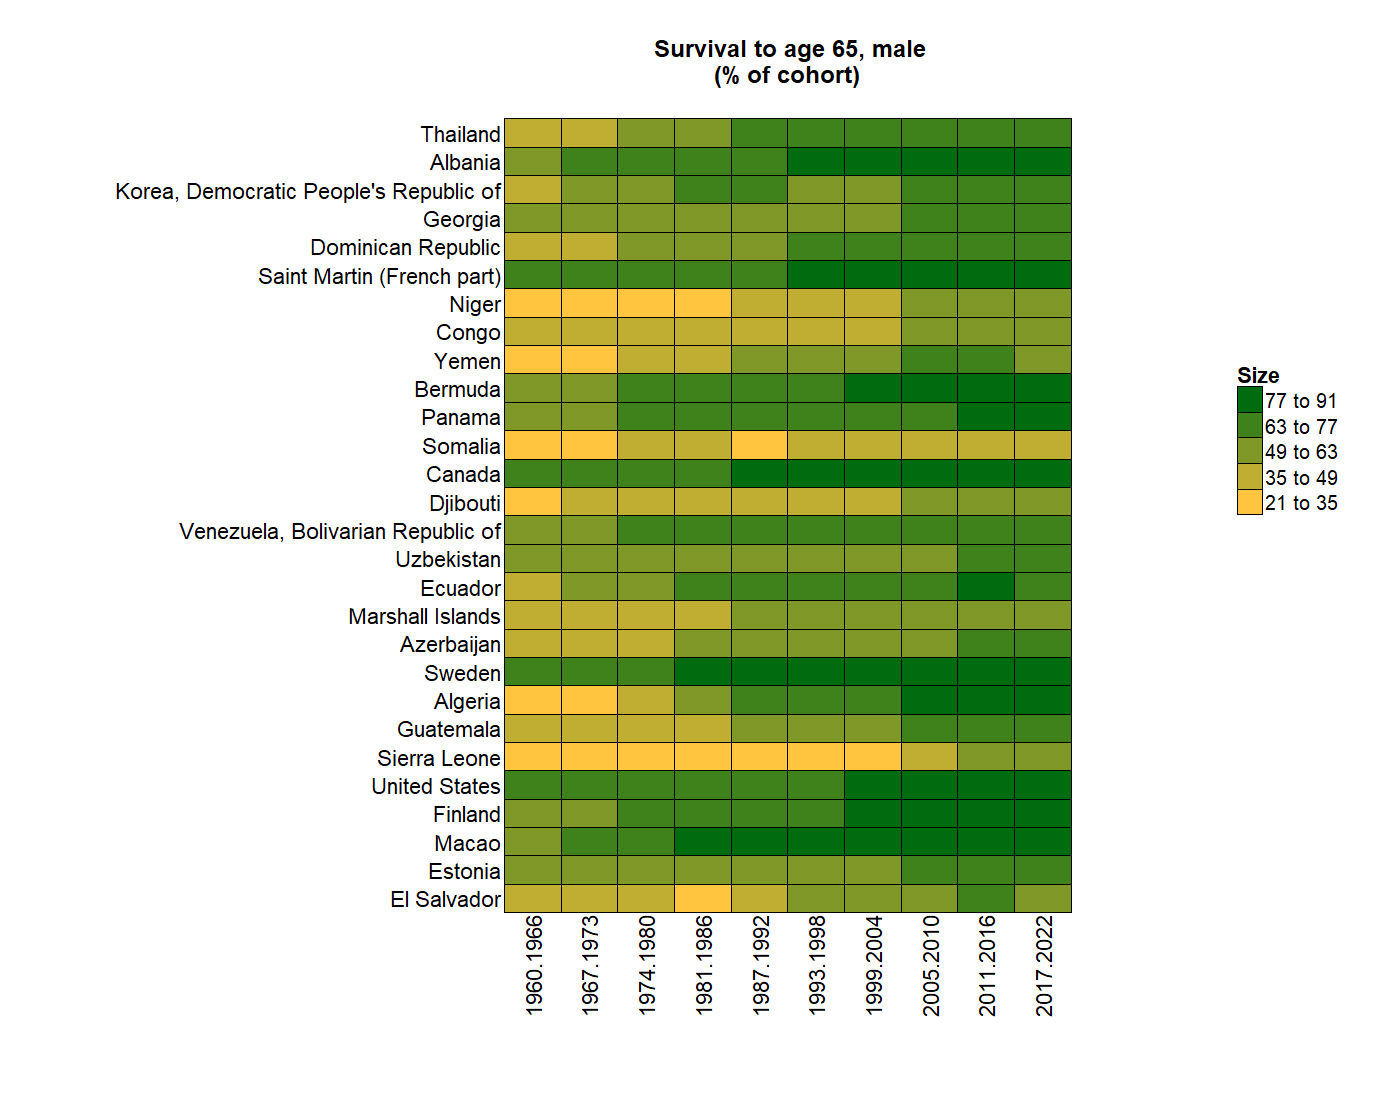 Survival to age 65, male
(% of cohort)
Thailand
Albania
Korea, Democratic People's Republic of
Georgia
Dominican Republic
Saint Martin (French part)
Niger
Congo
Yemen
Bermuda
Panama
Somalia
Canada
Djibouti
Venezuela, Bolivarian Republic of
Uzbekistan
Ecuador
Marshall Islands
Azerbaijan
Sweden
Algeria
Guatemala
Sierra Leone
United States
Finland
Macao
Estonia
El Salvador
1960.1966
1967.1973
1974.1980
1981.1986
1987.1992
1993.1998
1999.2004
2005.2010
2011.2016
2017.2022
Size
77 to 91
63 to 77
49 to 63
35 to 49
21 to 35